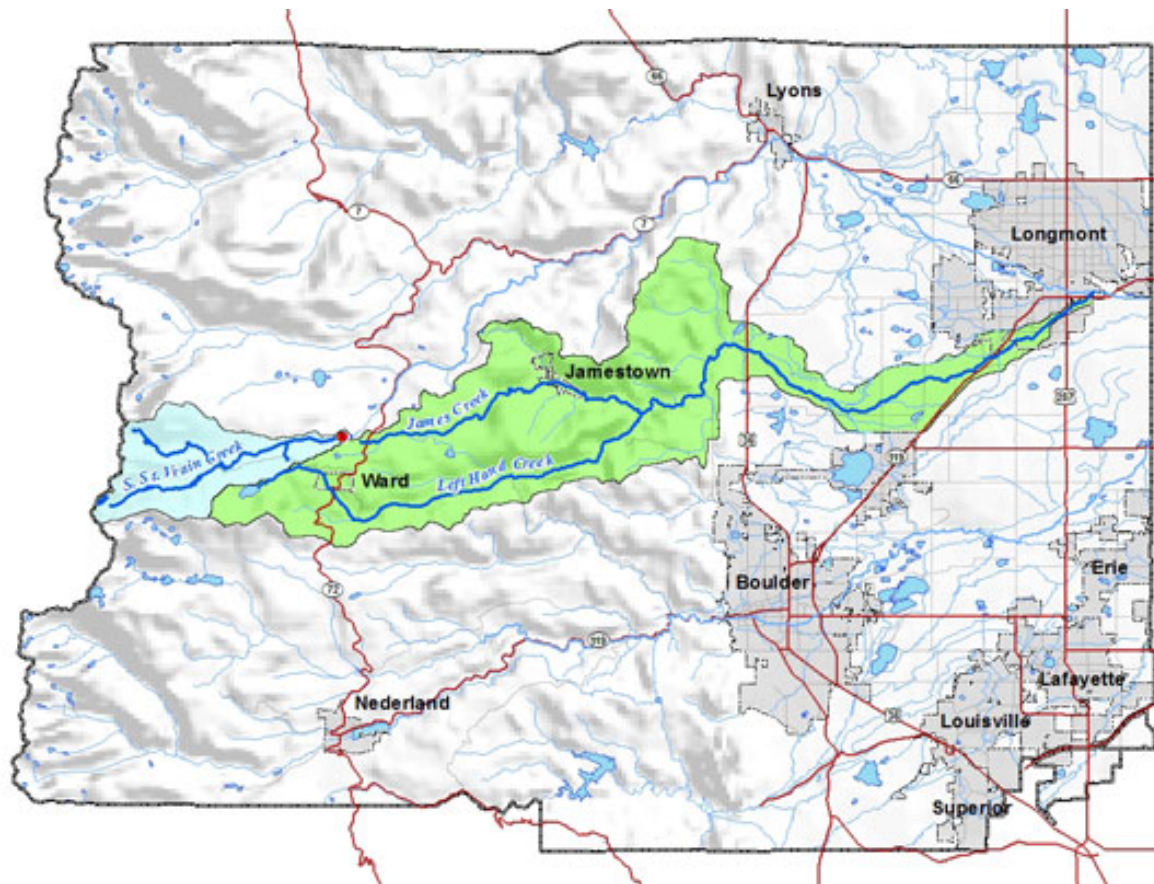 66
Lyons
66
7
7
Longmont
Jamestown
James Creek
287
S. St. Vrain Creek
Left Hand Creek
Ward
36
119
Boulder
Erie
72
119
Lafayette
Nederland
36
Louisville
Superior